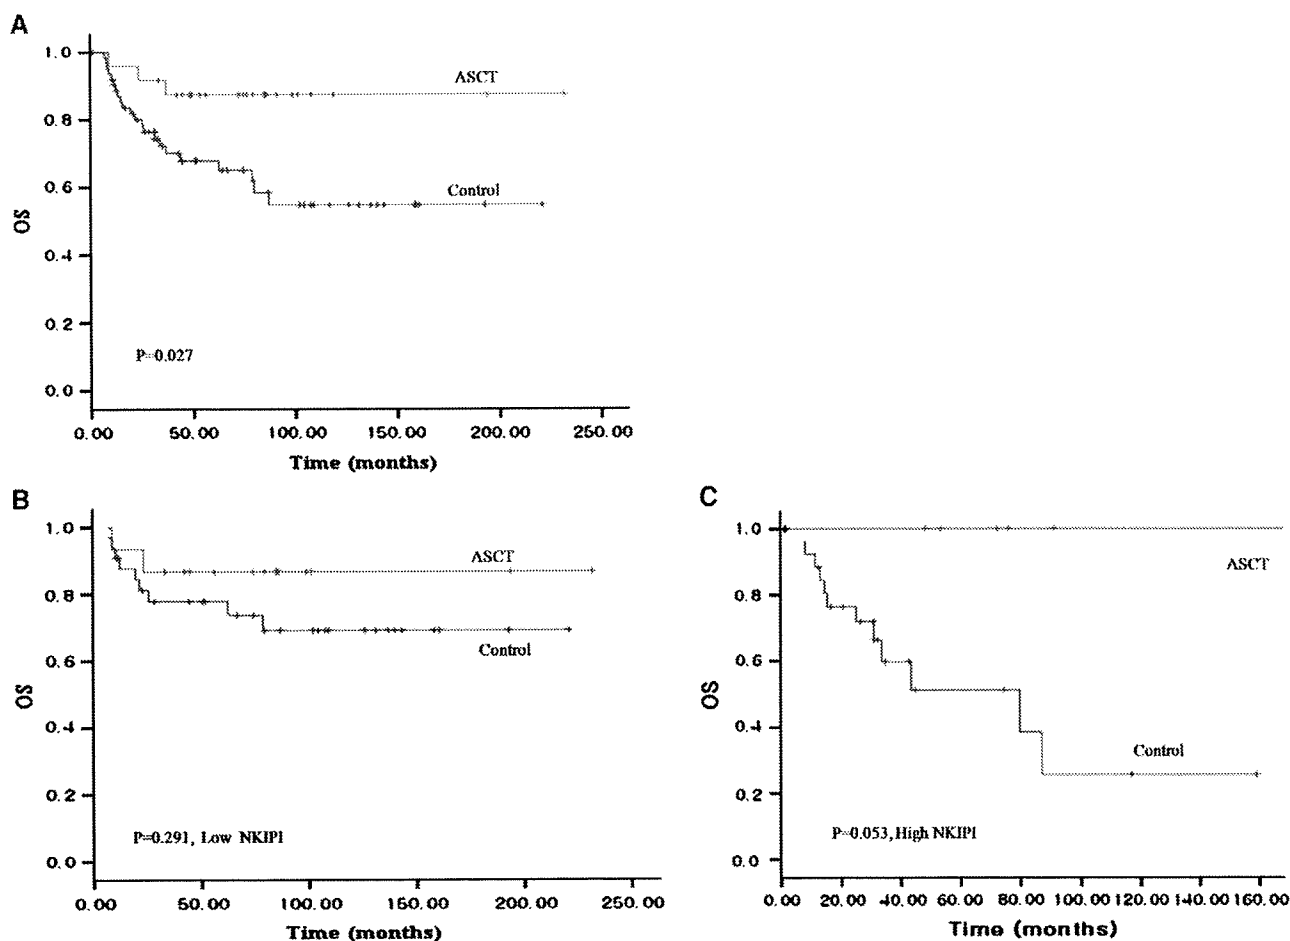 A
1.0
0.8
0.6
0.4
0.2
0.0
OS
ASCT
Control
P=0.027
0.00 50.00 100.00 150.00 200.00 250.00
Time (months)
B
1.0
0.8
0.6
0.4
0.2
0.0
OS
ASCT
Control
P=0.291, Low NKIPI
0.00 50.00 100.00 150.00 200.00 250.00
Time (months)
C
1.0
0.8
0.6
0.4
0.2
0.0
OS
ASCT
Control
P=0.053, High NKIPI
0.00 20.00 40.00 60.00 80.00 100.00 120.00 140.00 160.00
Time (months)